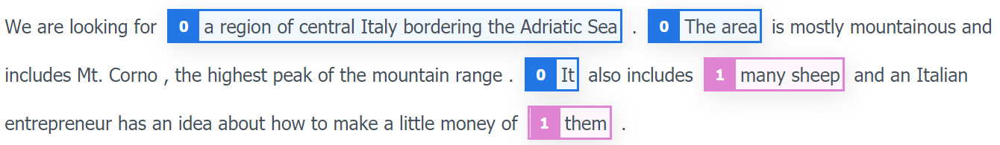 We are looking for 0 a region of central Italy bordering the Adriatic Sea . 0 The area is mostly mountainous and
includes Mt. Corno , the highest peak of the mountain range . 0 It also includes 1 many sheep and an Italian
entrepreneur has an idea about how to make a little money of 1 them .